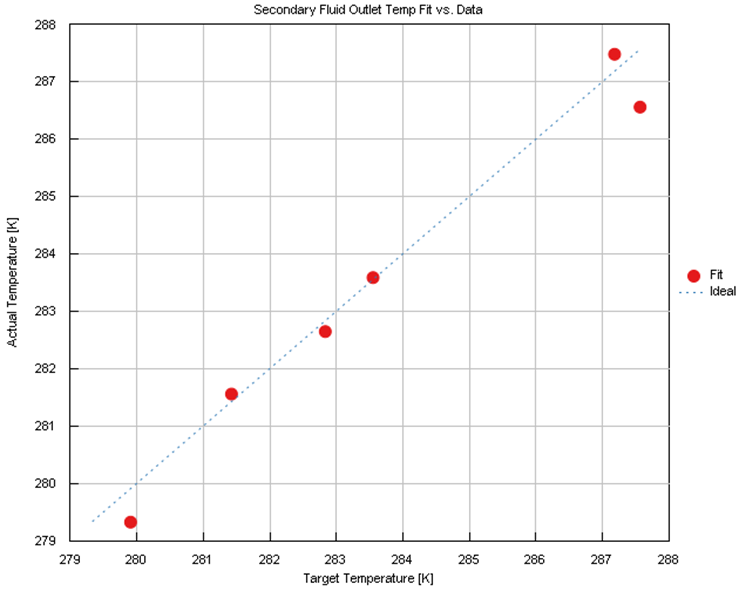 Secondary Fluid Outlet Temp Fit vs. Data
288
287
286
285
284
283
282
281
280
279
Actual Temperature [K]
279 280 281 282 283 284 285 286 287 288
Target Temperature [K]
Fit
Ideal